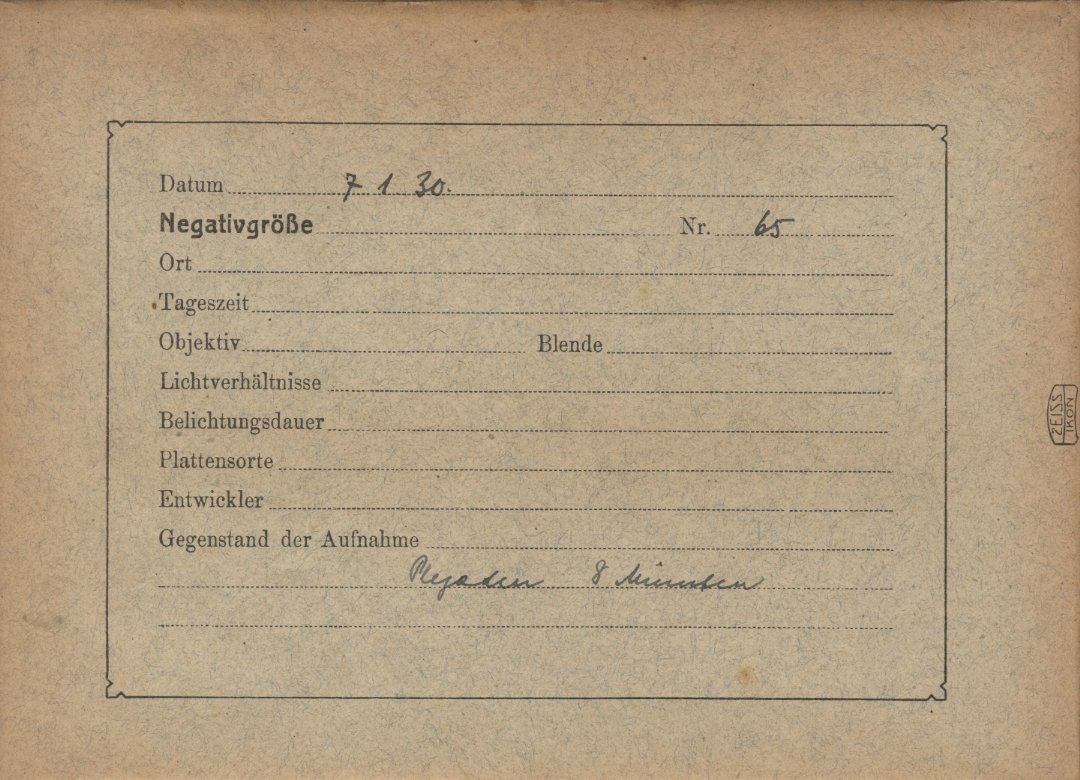 Datum 7 1 30.
Negativgröße Nr. 65
Ort
Tageszeit
Objektiv Blende
Lichtverhältnisse
Belichtungsdauer
Plattensorte
Entwickler
Gegenstand der Aufnahme
Plejaden 8 Minuten
ZEISS
IKON